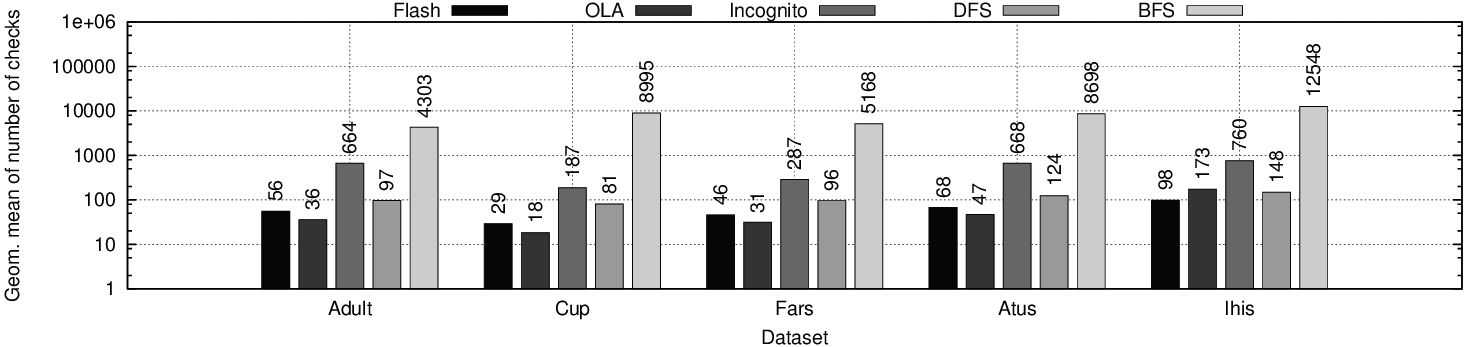 Flash OLA Incognito DFS BFS
Geom. mean of number of checks
1e+06
100000
10000
1000
100
10
1
56 36 664 97 4303
29 18 187 81 8995
46 31 287 96 5168
68 47 668 124 8698
98 173 760 148 12548
Adult Cup Fars Atus Ihis
Dataset